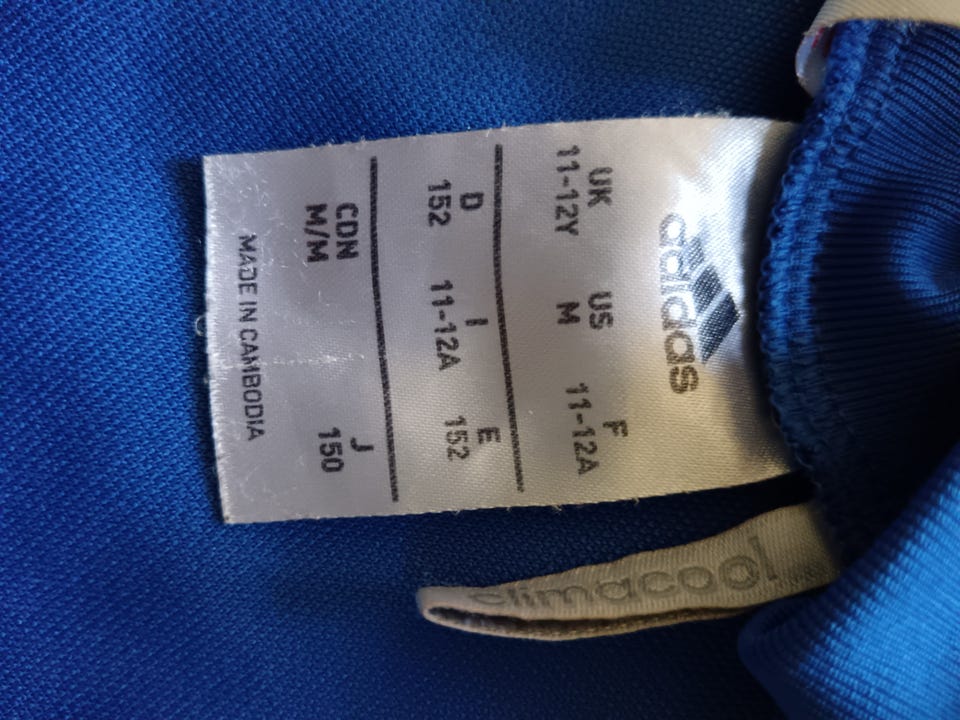 adidas
UK US F
11-12Y M 11-12A
D I E
152 11-12A 152
CDN J
M/M 150
MADE IN CAMBODIA
climacool